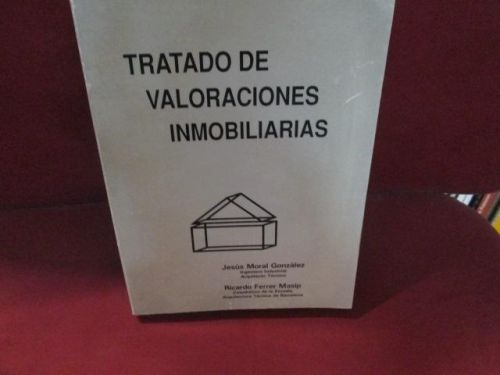 TRATADO DE
VALORACIONES
INMOBILIARIAS
Jesús Moral González
Ingeniero Industrial
Arquitecto Técnico
Ricardo Ferrer Masip
Catedrático de la Escuela
Arquitectura Técnica de Barcelona